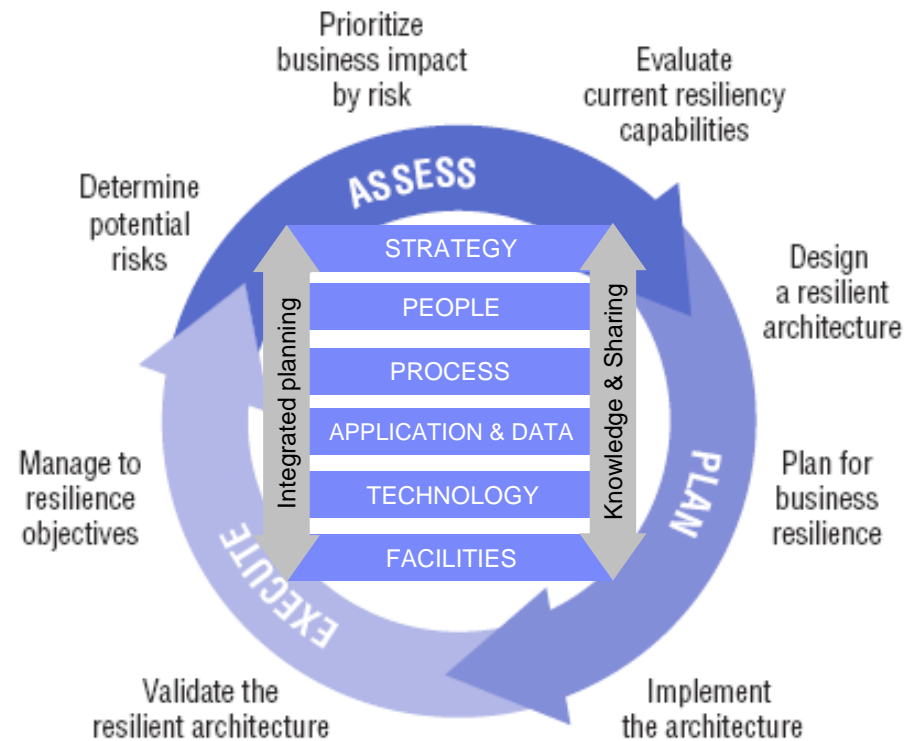 Prioritize
business impact
by risk
Evaluate
current resiliency
capabilities
Determine
potential
risks
ASSESS
Design
a resilient
architecture
STRATEGY
PEOPLE
PROCESS
APPLICATION & DATA
TECHNOLOGY
FACILITIES
Integrated planning
Knowledge & Sharing
PLAN
Plan for
business
resilience
Manage to
resilience
objectives
EXECUTE
Validate the
resilient architecture
Implement
the architecture